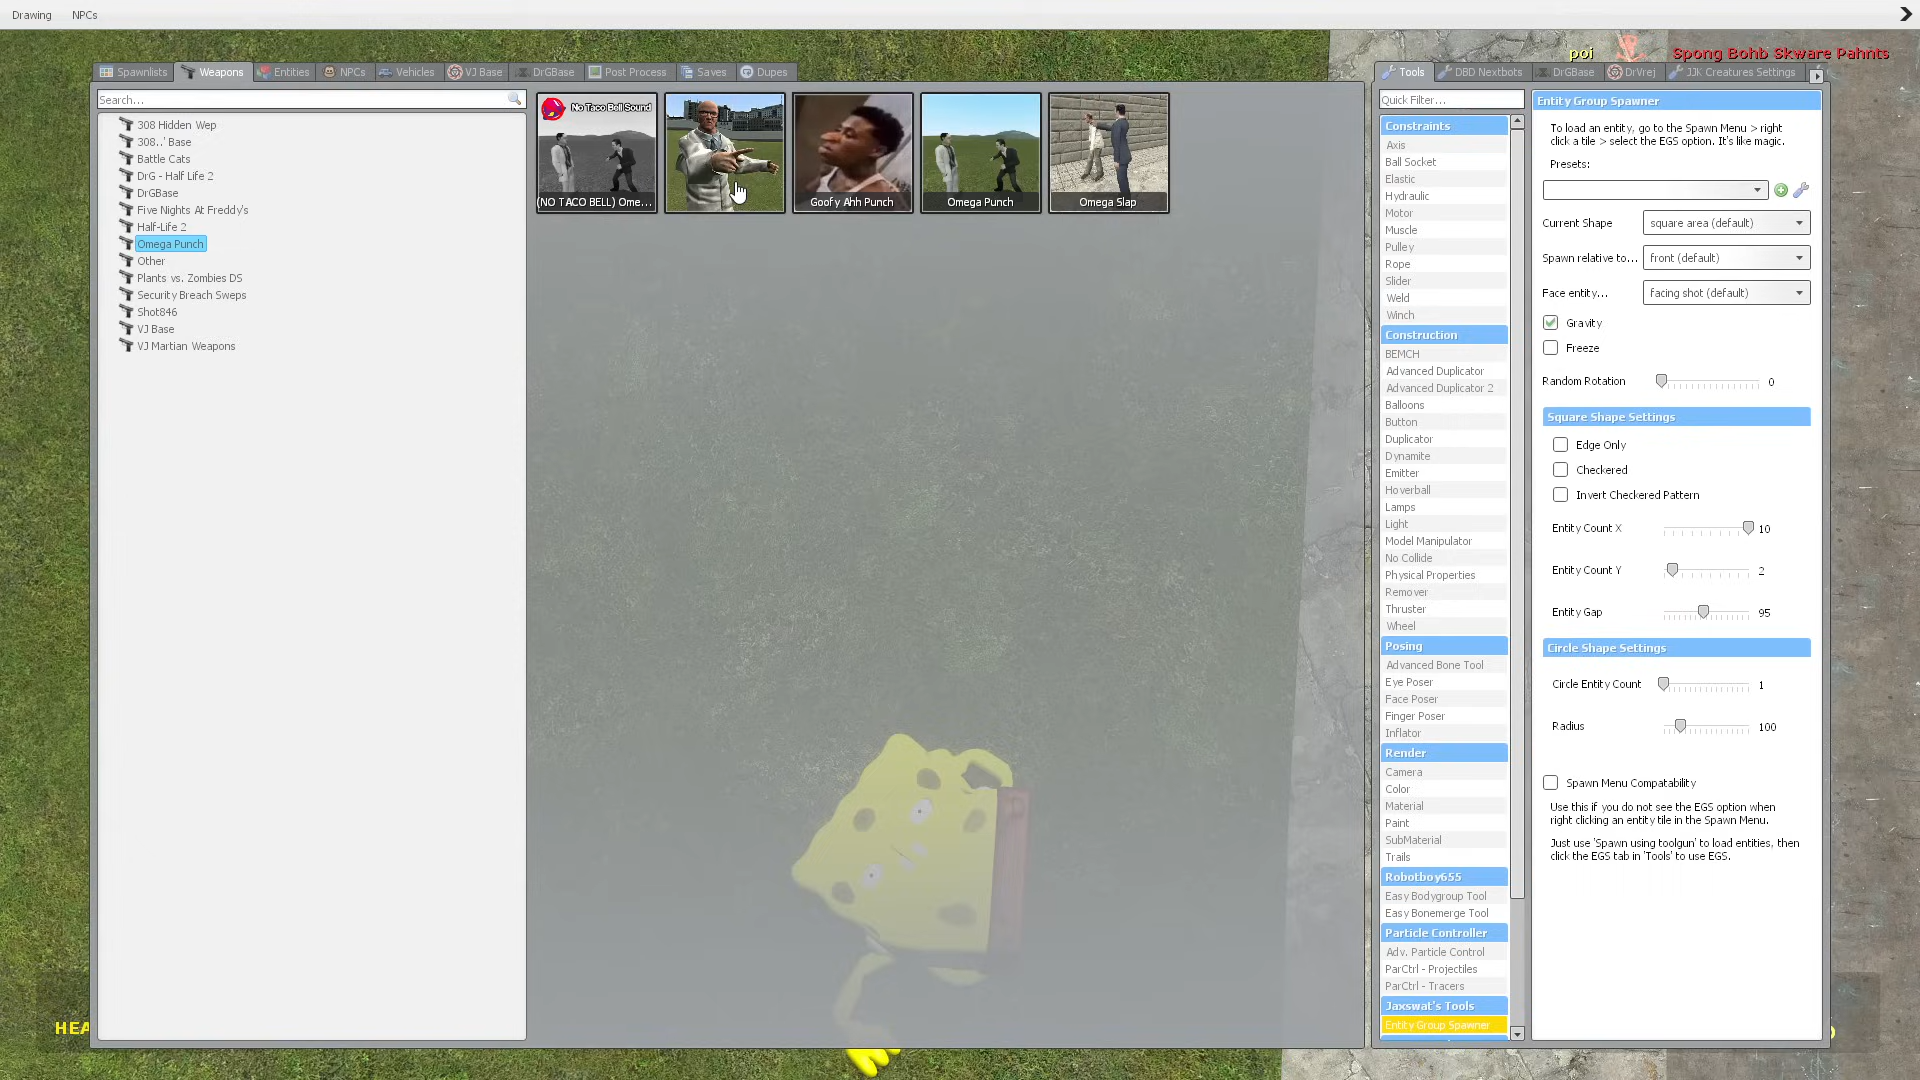 Drawing NPCs
poi Spong Bohb Skware Pahnts
Spawnlists Weapons Entities NPCs Vehicles VJ Base DrGBase Post Process Saves Dupes
Tools DBD Nextbots DrGBase DrVrej JJK Creatures Settings
Search...
308 Hidden Wep
308..' Base
Battle Cats
DrG - Half Life 2
DrGBase
Five Nights At Freddy's
Half-Life 2
Omega Punch
Other
Plants vs. Zombies DS
Security Breach Sweps
Shot846
VJ Base
VJ Martian Weapons
No Taco Bell Sound
(NO TACO BELL) Ome...
Goofy Ahh Punch
Omega Punch
Omega Slap
Quick Filter...
Constraints
Axis
Ball Socket
Elastic
Hydraulic
Motor
Muscle
Pulley
Rope
Slider
Weld
Winch
Construction
BEMCH
Advanced Duplicator
Advanced Duplicator 2
Balloons
Button
Duplicator
Dynamite
Emitter
Hoverball
Lamps
Light
Model Manipulator
No Collide
Physical Properties
Remover
Thruster
Wheel
Posing
Advanced Bone Tool
Eye Poser
Face Poser
Finger Poser
Inflator
Render
Camera
Color
Material
Paint
SubMaterial
Trails
Robotboy655
Easy Bodygroup Tool
Easy Bonemerge Tool
Particle Controller
Adv. Particle Control
ParCtrl - Projectiles
ParCtrl - Tracers
Jaxswat's Tools
Entity Group Spawner
Entity Group Spawner
To load an entity, go to the Spawn Menu > right
click a tile > select the EGS option. It's like magic.
Presets:
Current Shape square area (default)
Spawn relative to... front (default)
Face entity... facing shot (default)
Gravity
Freeze
Random Rotation 0
Square Shape Settings
Edge Only
Checkered
Invert Checkered Pattern
Entity Count X 10
Entity Count Y 2
Entity Gap 95
Circle Shape Settings
Circle Entity Count 1
Radius 100
Spawn Menu Compatability
Use this if you do not see the EGS option when
right clicking an entity tile in the Spawn Menu.
Just use 'Spawn using toolgun' to load entities, then
click the EGS tab in 'Tools' to use EGS.
HEA